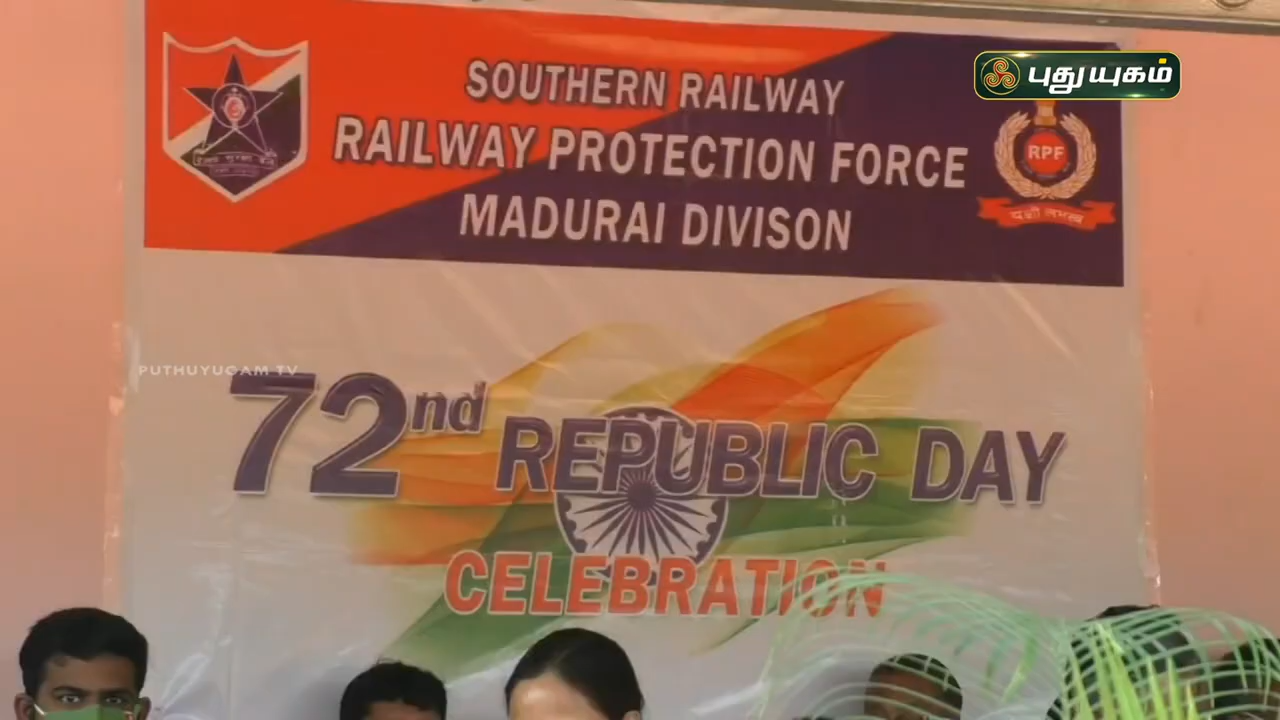 புதுயுகம்
SOUTHERN RAILWAY
RAILWAY PROTECTION FORCE
MADURAI DIVISON
RPF
PUTHUYUGAM TV
72nd REPUBLIC DAY
CELEBRATION